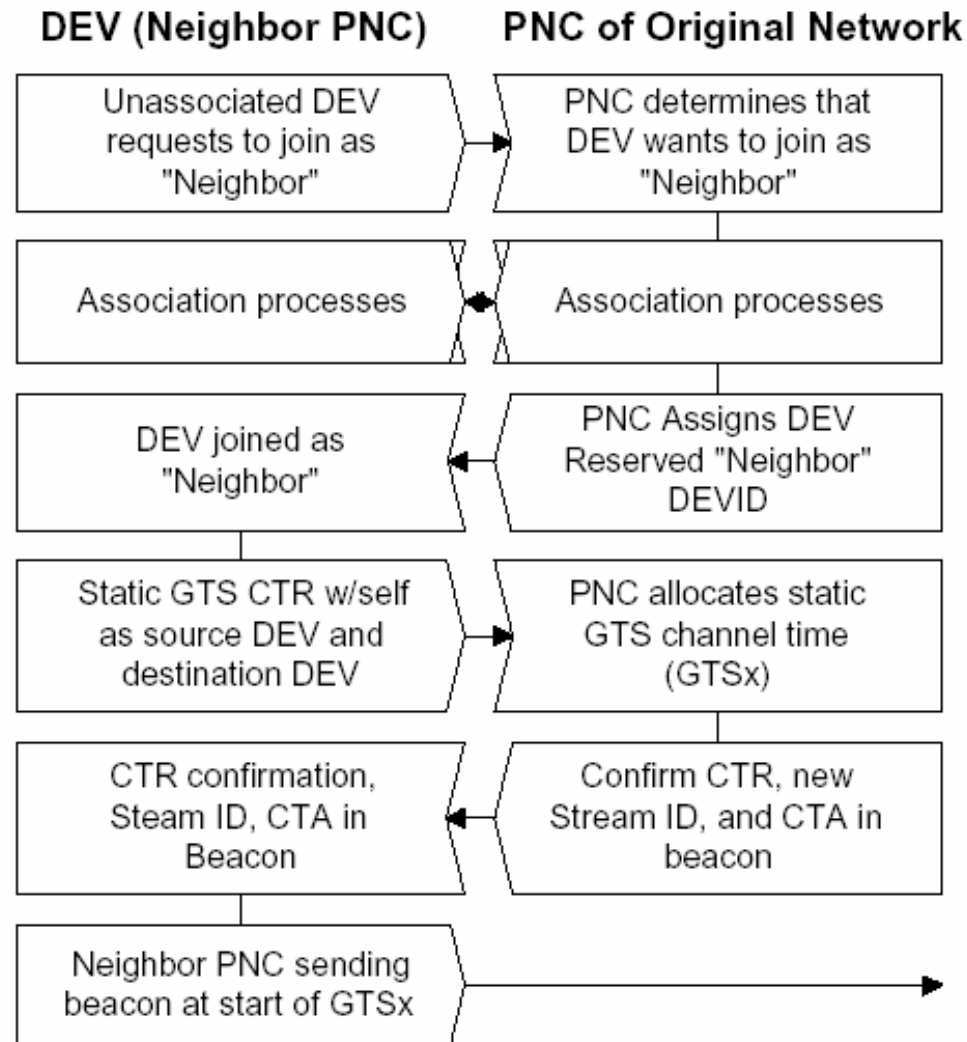 DEV (Neighbor PNC)
PNC of Original Network
Unassociated DEV
requests to join as
"Neighbor"
PNC determines that
DEV wants to join as
"Neighbor"
Association processes
Association processes
DEV joined as
"Neighbor"
PNC Assigns DEV
Reserved "Neighbor"
DEVID
Static GTS CTR w/self
as source DEV and
destination DEV
PNC allocates static
GTS channel time
(GTSx)
CTR confirmation,
Steam ID, CTA in
Beacon
Confirm CTR, new
Stream ID, and CTA in
beacon
Neighbor PNC sending
beacon at start of GTSx